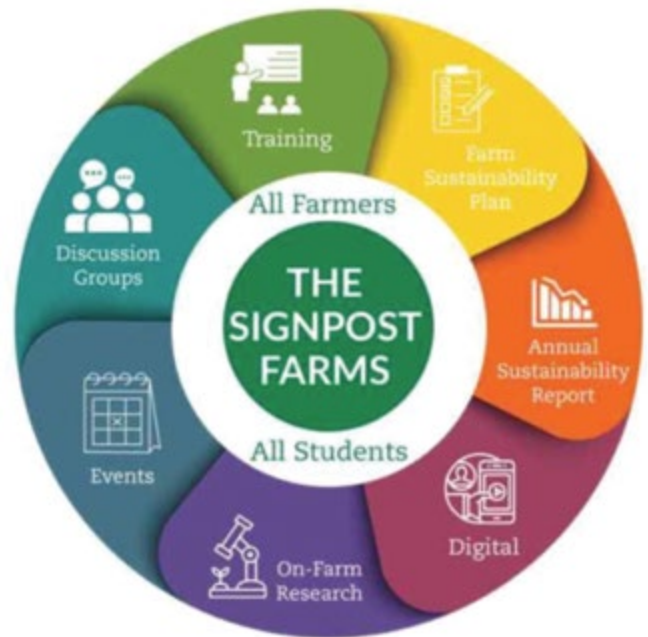 Training
Farm
Sustainability
Plan
Annual
Sustainability
Report
Digital
On-Farm
Research
Events
Discussion
Groups
All Farmers
THE
SIGNPOST
FARMS
All Students